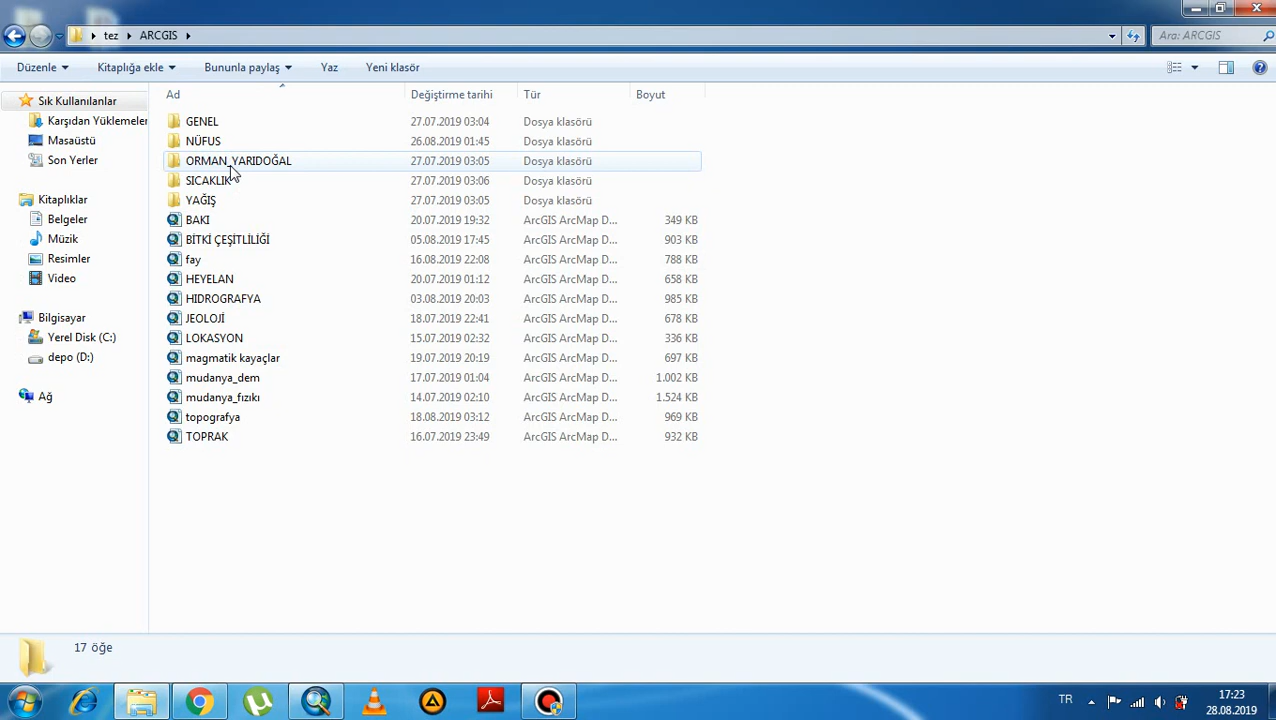 tez ARCGIS Ara: ARCGIS
Düzenle Kitaplığa ekle Bununla paylaş Yaz Yeni klasör
Ad Değiştirme tarihi Tür Boyut
Sık Kullanılanlar
Karşıdan Yüklemeler
Masaüstü
Son Yerler
Kitaplıklar
Belgeler
Müzik
Resimler
Video
Bilgisayar
Yerel Disk (C:)
depo (D:)
Ağ
GENEL 27.07.2019 03:04 Dosya klasörü
NÜFUS 26.08.2019 01:45 Dosya klasörü
ORMAN_YARIDOĞAL 27.07.2019 03:05 Dosya klasörü
SICAKLIK 27.07.2019 03:06 Dosya klasörü
YAĞIŞ 27.07.2019 03:05 Dosya klasörü
BAKI 20.07.2019 19:32 ArcGIS ArcMap D... 349 KB
BİTKİ ÇEŞİTLİLİĞİ 05.08.2019 17:45 ArcGIS ArcMap D... 903 KB
fay 16.08.2019 22:08 ArcGIS ArcMap D... 788 KB
HEYELAN 20.07.2019 01:12 ArcGIS ArcMap D... 658 KB
HIDROGRAFYA 03.08.2019 20:03 ArcGIS ArcMap D... 985 KB
JEOLOJİ 18.07.2019 22:41 ArcGIS ArcMap D... 678 KB
LOKASYON 15.07.2019 02:32 ArcGIS ArcMap D... 336 KB
magmatik kayaçlar 19.07.2019 20:19 ArcGIS ArcMap D... 697 KB
mudanya_dem 17.07.2019 01:04 ArcGIS ArcMap D... 1.002 KB
mudanya_fızıkı 14.07.2019 02:10 ArcGIS ArcMap D... 1.524 KB
topografya 18.08.2019 03:12 ArcGIS ArcMap D... 969 KB
TOPRAK 16.07.2019 23:49 ArcGIS ArcMap D... 932 KB
17 öğe
TR 17:23
28.08.2019